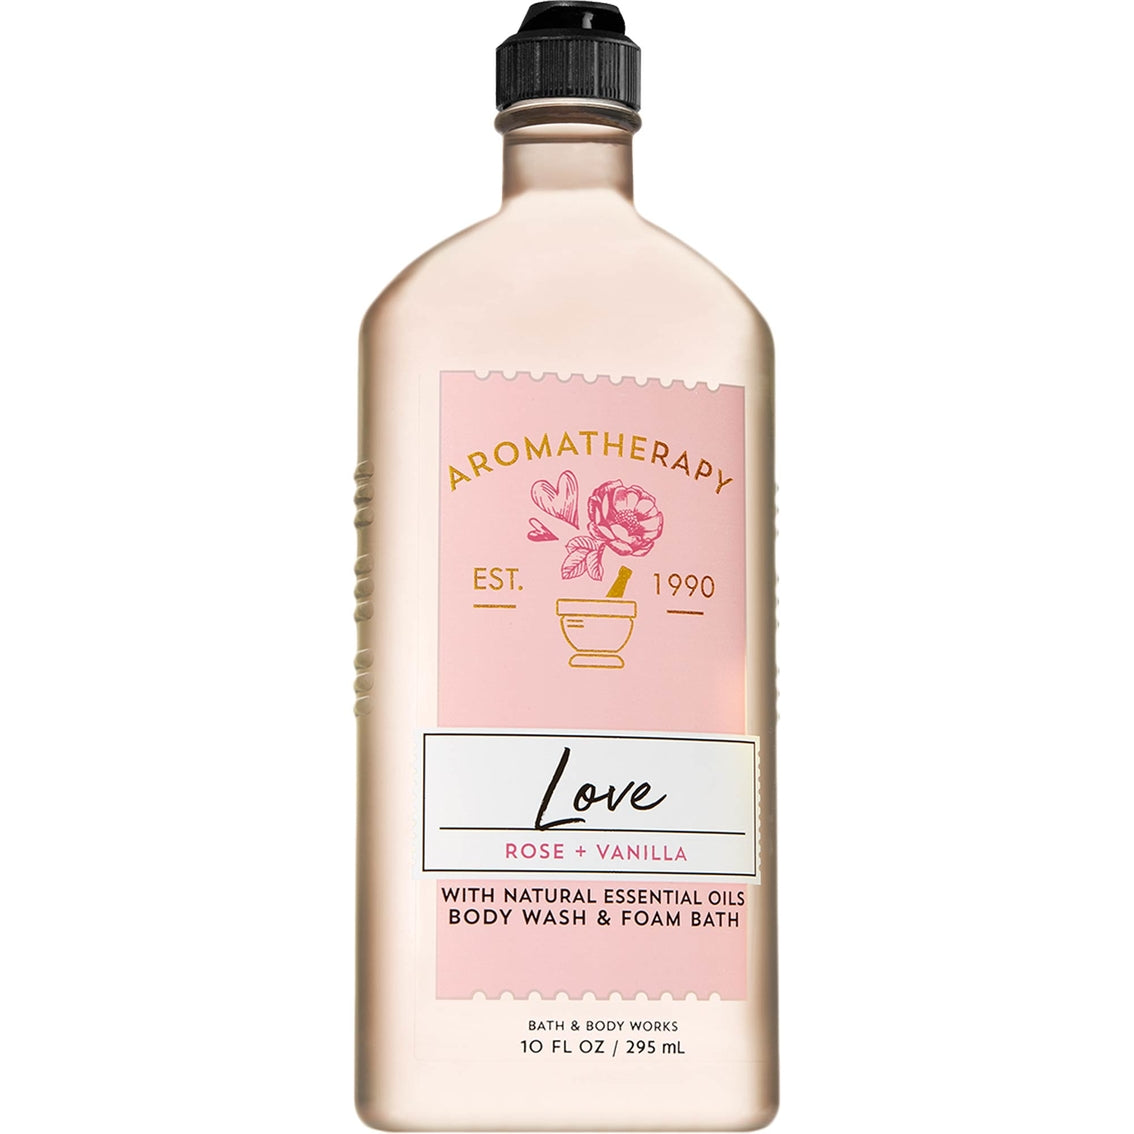 AROMATHERAPY
EST. 1990
Love
ROSE + VANILLA
WITH NATURAL ESSENTIAL OILS
BODY WASH & FOAM BATH
BATH & BODY WORKS
10 FL OZ / 295 mL